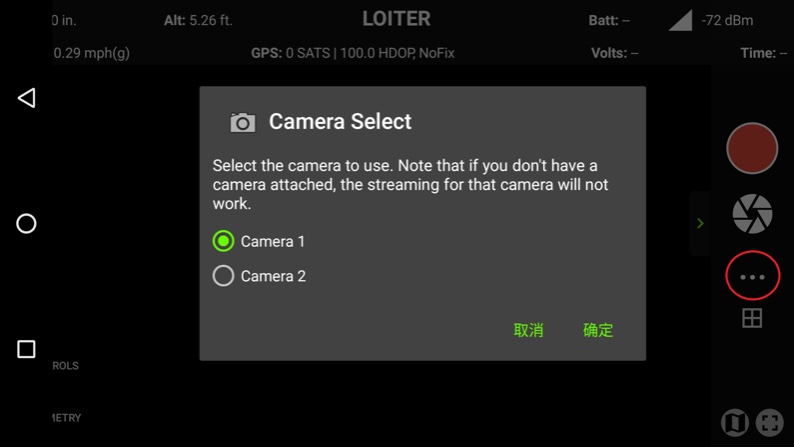 0 in. Alt: 5.26 ft. LOITER Batt: -- -72 dBm
0.29 mph(g) GPS: 0 SATS | 100.0 HDOP, NoFix Volts: -- Time: --
Camera Select
Select the camera to use. Note that if you don't have a
camera attached, the streaming for that camera will not
work.
Camera 1
Camera 2
取消 确定
ROLS
METRY